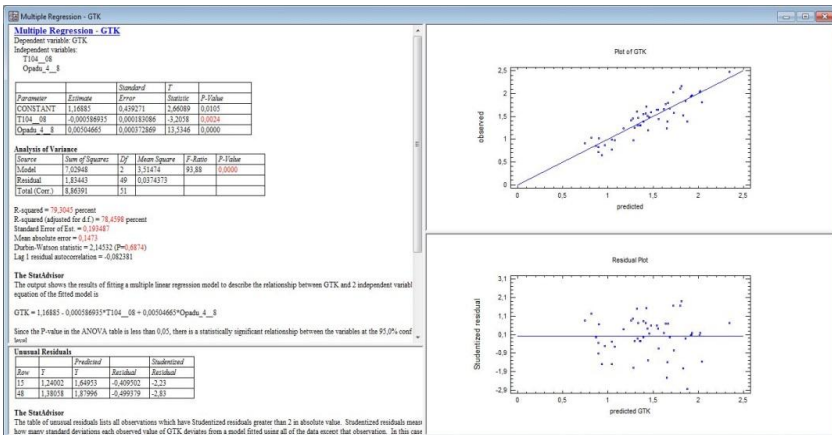 Multiple Regression - GTK
Multiple Regression - GTK
Dependent variable: GTK
Independent variables:
T104__08
Opadu_4__8
Standard T
Parameter Estimate Error Statistic P-Value
CONSTANT 1,16885 0,439271 2,66089 0,0105
T104__08 -0,000586935 0,000183086 -3,2058 0,0024
Opadu_4__8 0,00504665 0,000372869 13,5346 0,0000
Analysis of Variance
Source Sum of Squares Df Mean Square F-Ratio P-Value
Model 7,02948 2 3,51474 93,88 0,0000
Residual 1,83443 49 0,0374373
Total (Corr.) 8,86391 51
R-squared = 79,3045 percent
R-squared (adjusted for d.f.) = 78,4598 percent
Standard Error of Est. = 0,193487
Mean absolute error = 0,1473
Durbin-Watson statistic = 2,14532 (P=0,6874)
Lag 1 residual autocorrelation = -0,082381
The StatAdvisor
The output shows the results of fitting a multiple linear regression model to describe the relationship between GTK and 2 independent variabl
equation of the fitted model is
GTK = 1,16885 - 0,000586935*T104__08 + 0,00504665*Opadu_4__8
Since the P-value in the ANOVA table is less than 0,05, there is a statistically significant relationship between the variables at the 95,0% conf
level
Unusual Residuals
Predicted Studentized
Row Y Y Residual Residual
15 1,24002 1,64953 -0,409502 -2,23
48 1,38058 1,87996 -0,499379 -2,83
The StatAdvisor
The table of unusual residuals lists all observations which have Studentized residuals greater than 2 in absolute value. Studentized residuals meas
how many standard deviations each observed value of GTK deviates from a model fitted using all of the data except that observation. In this case
Plot of GTK
observed
2,5
2
1,5
1
0,5
0
0 0,5 1 1,5 2 2,5
predicted
Residual Plot
Studentized residual
3,1
2,1
1,1
0,1
-0,9
-1,9
-2,9
0 0,5 1 1,5 2 2,5
predicted GTK